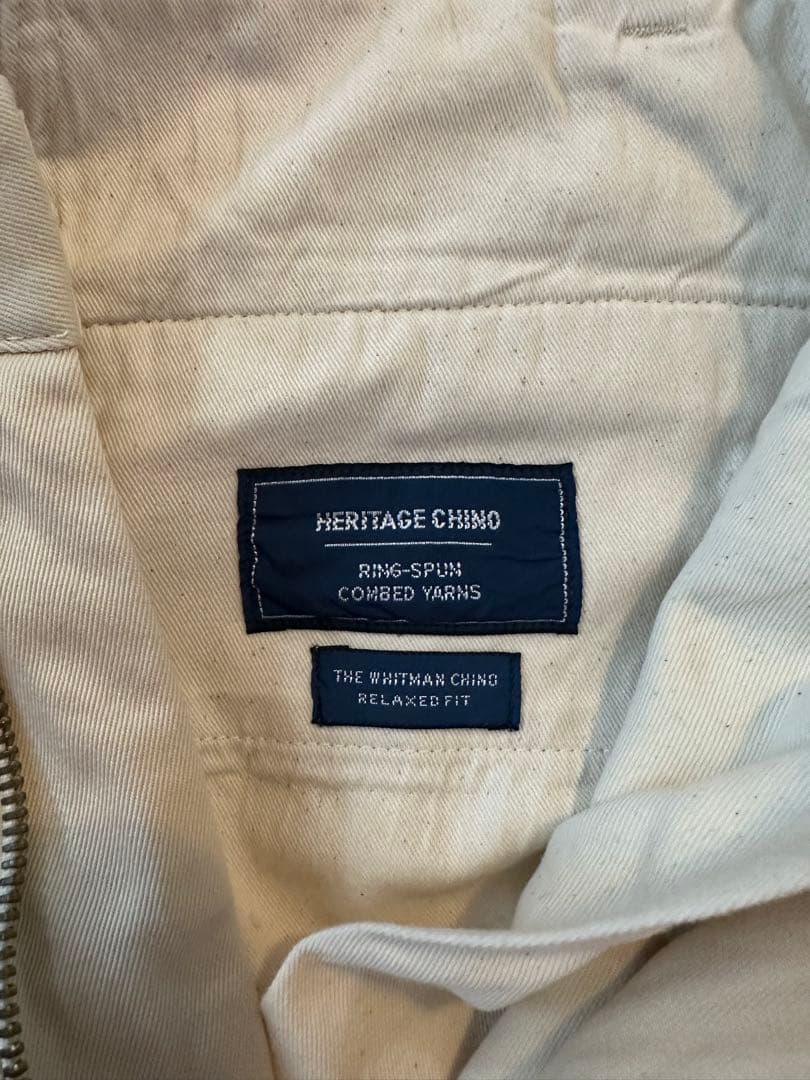 HERITAGE CHINO
RING-SPUN
COMBED YARNS
THE WHITMAN CHINO
RELAXED FIT